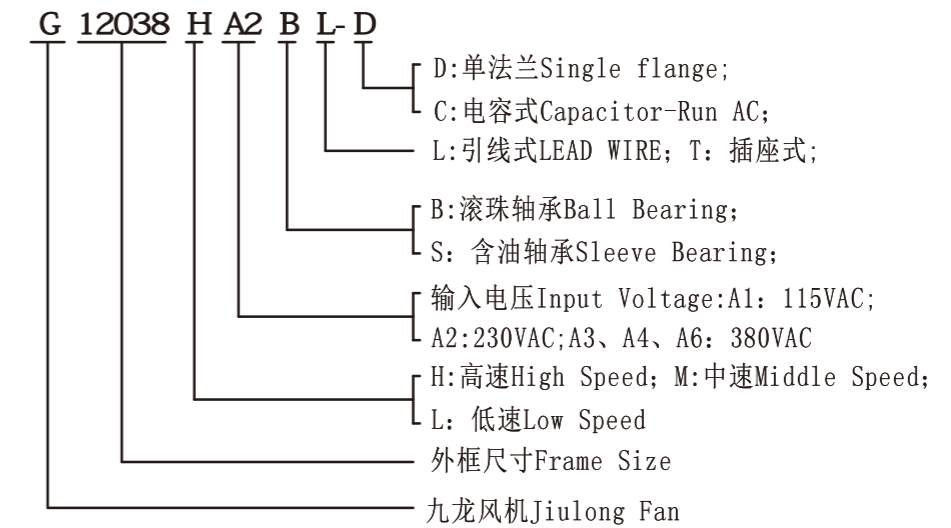 G 12038 H A2 B L-D
D:单法兰Single flange;
C:电容式Capacitor-Run AC;
L:引线式LEAD WIRE; T: 插座式;
B:滚珠轴承Ball Bearing;
S: 含油轴承Sleeve Bearing;
输入电压Input Voltage:A1: 115VAC;
A2:230VAC;A3、A4、A6: 380VAC
H:高速High Speed; M:中速Middle Speed;
L: 低速Low Speed
外框尺寸Frame Size
九龙风机Jiulong Fan